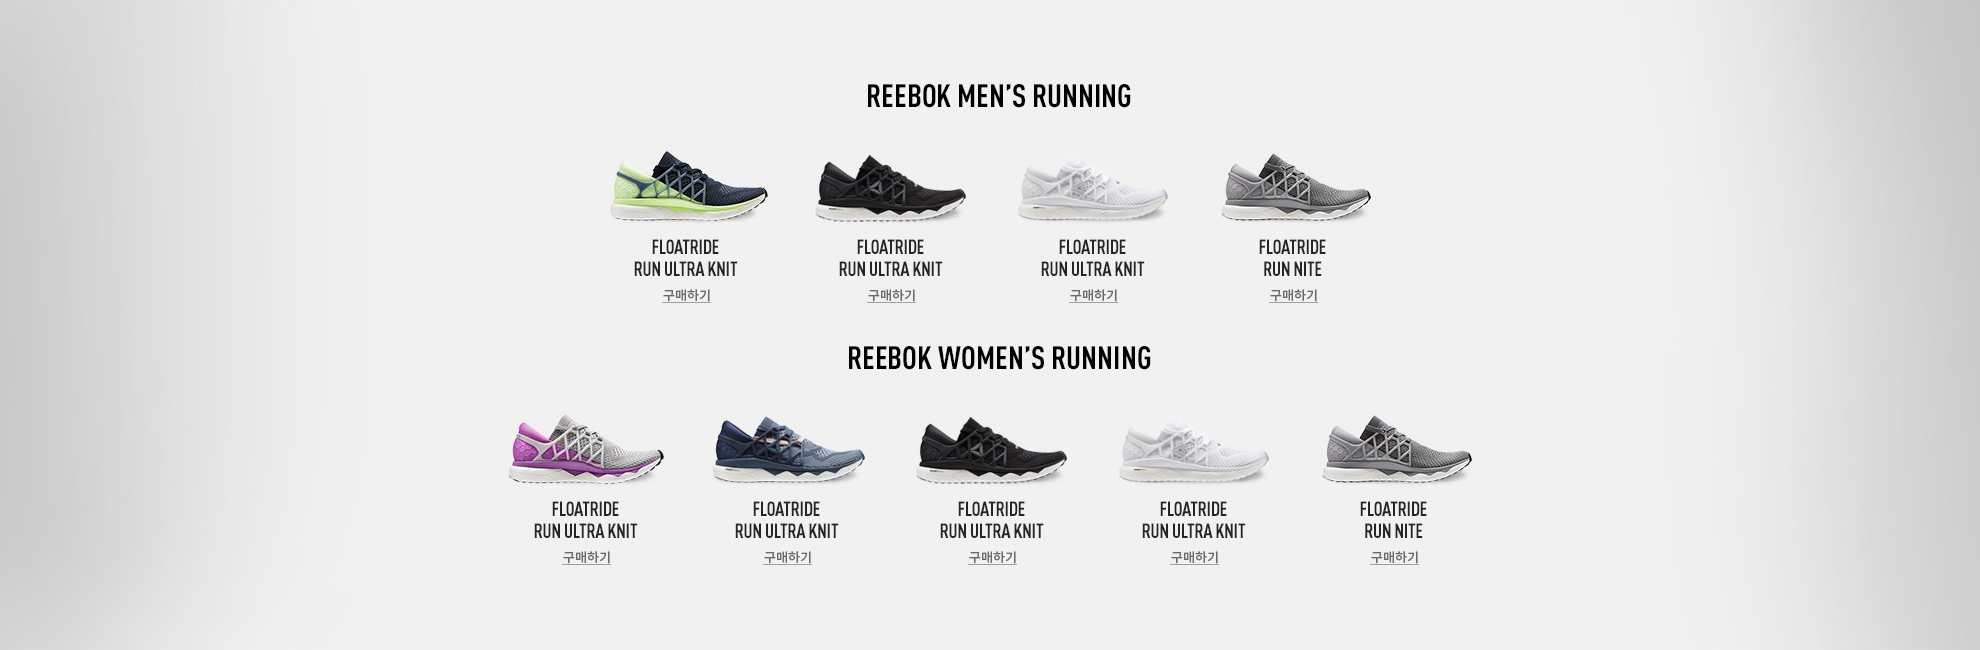 REEBOK MEN’S RUNNING
FLOATRIDE
RUN ULTRA KNIT
구매하기
FLOATRIDE
RUN ULTRA KNIT
구매하기
FLOATRIDE
RUN ULTRA KNIT
구매하기
FLOATRIDE
RUN NITE
구매하기
REEBOK WOMEN’S RUNNING
FLOATRIDE
RUN ULTRA KNIT
구매하기
FLOATRIDE
RUN ULTRA KNIT
구매하기
FLOATRIDE
RUN ULTRA KNIT
구매하기
FLOATRIDE
RUN ULTRA KNIT
구매하기
FLOATRIDE
RUN NITE
구매하기